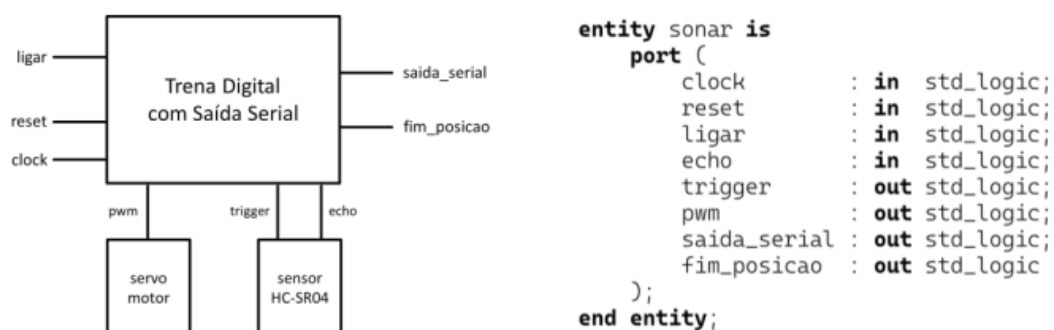 ligar
reset
clock
Trena Digital
com Saída Serial
saida_serial
fim_posicao
pwm
trigger
echo
servo
motor
sensor
HC-SR04
entity sonar is
port (
clock : in std_logic;
reset : in std_logic;
ligar : in std_logic;
echo : in std_logic;
trigger : out std_logic;
pwm : out std_logic;
saida_serial : out std_logic;
fim_posicao : out std_logic
);
end entity;